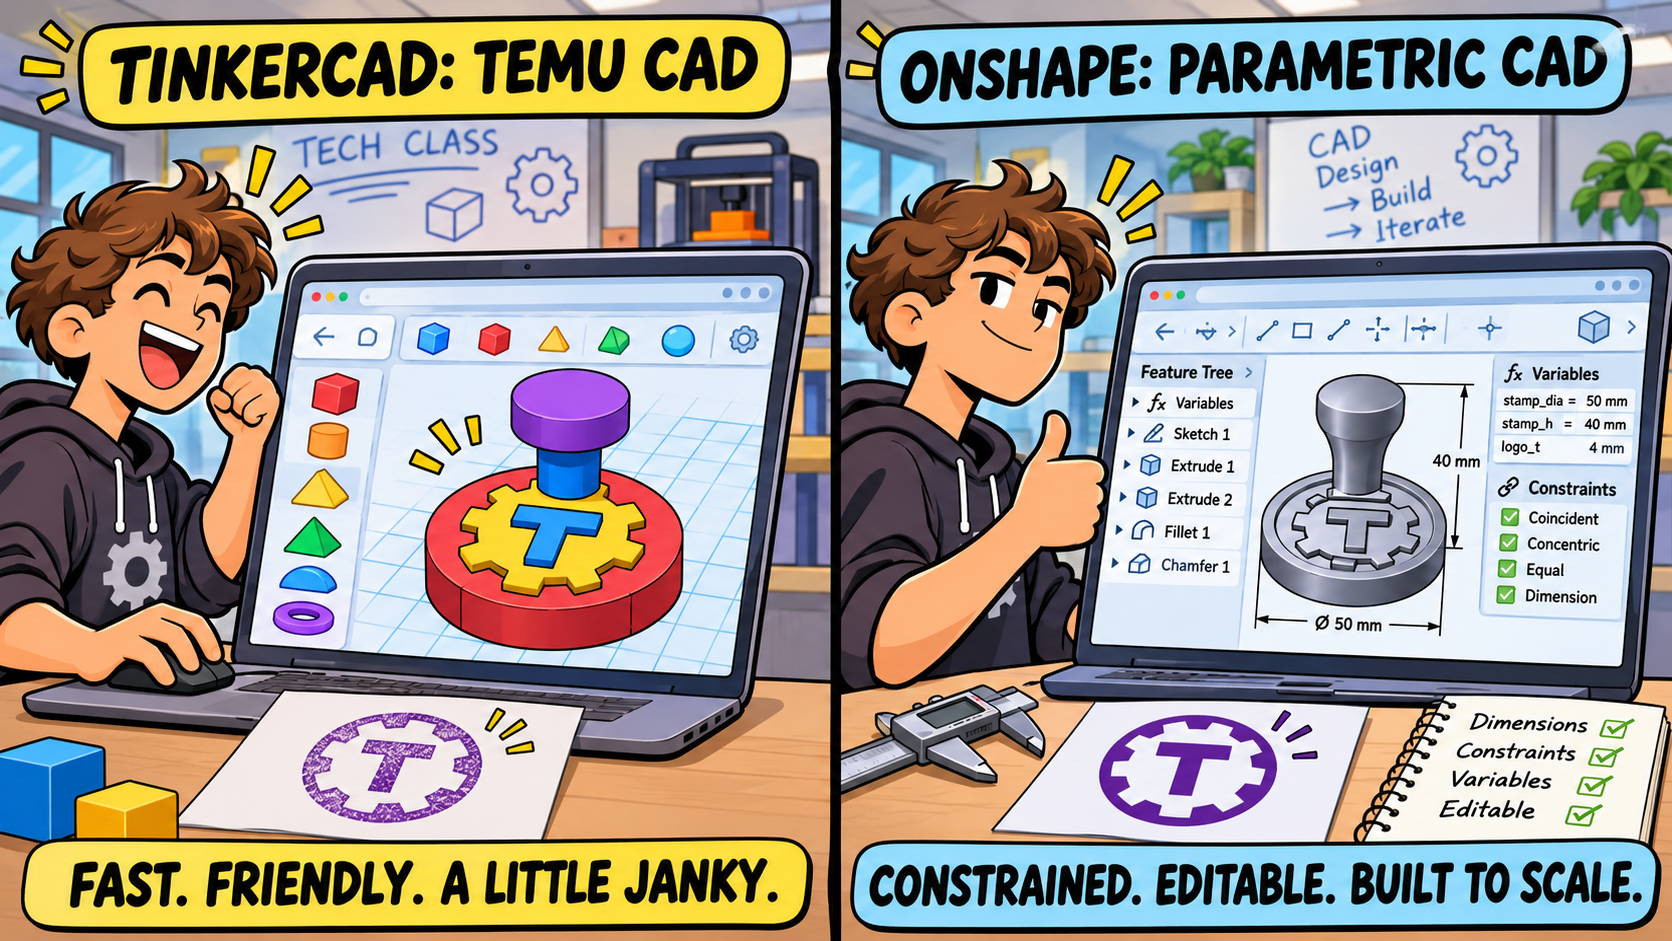 TINKERCAD: TEMU CAD
TECH CLASS
T
T
FAST. FRIENDLY. A LITTLE JANKY.
ONSHAPE: PARAMETRIC CAD
CAD
Design
→ Build
→ Iterate
Feature Tree >
fx Variables
Sketch 1
Extrude 1
Extrude 2
Fillet 1
Chamfer 1
T
40 mm
Ø 50 mm
fx Variables
stamp_dia = 50 mm
stamp_h = 40 mm
logo_t 4 mm
Constraints
Coincident
Concentric
Equal
Dimension
T
Dimensions
Constraints
Variables
Editable
CONSTRAINED. EDITABLE. BUILT TO SCALE.